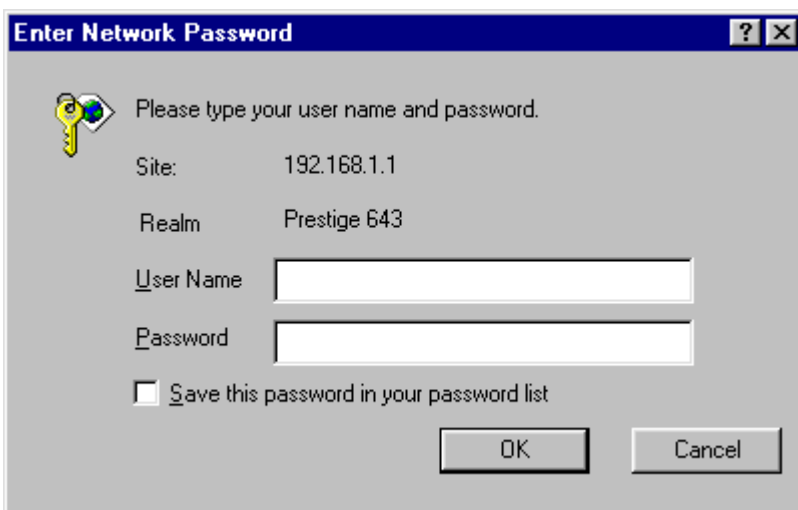 Enter Network Password
Please type your user name and password.
Site: 192.168.1.1
Realm Prestige 643
User Name
Password
Save this password in your password list
OK Cancel